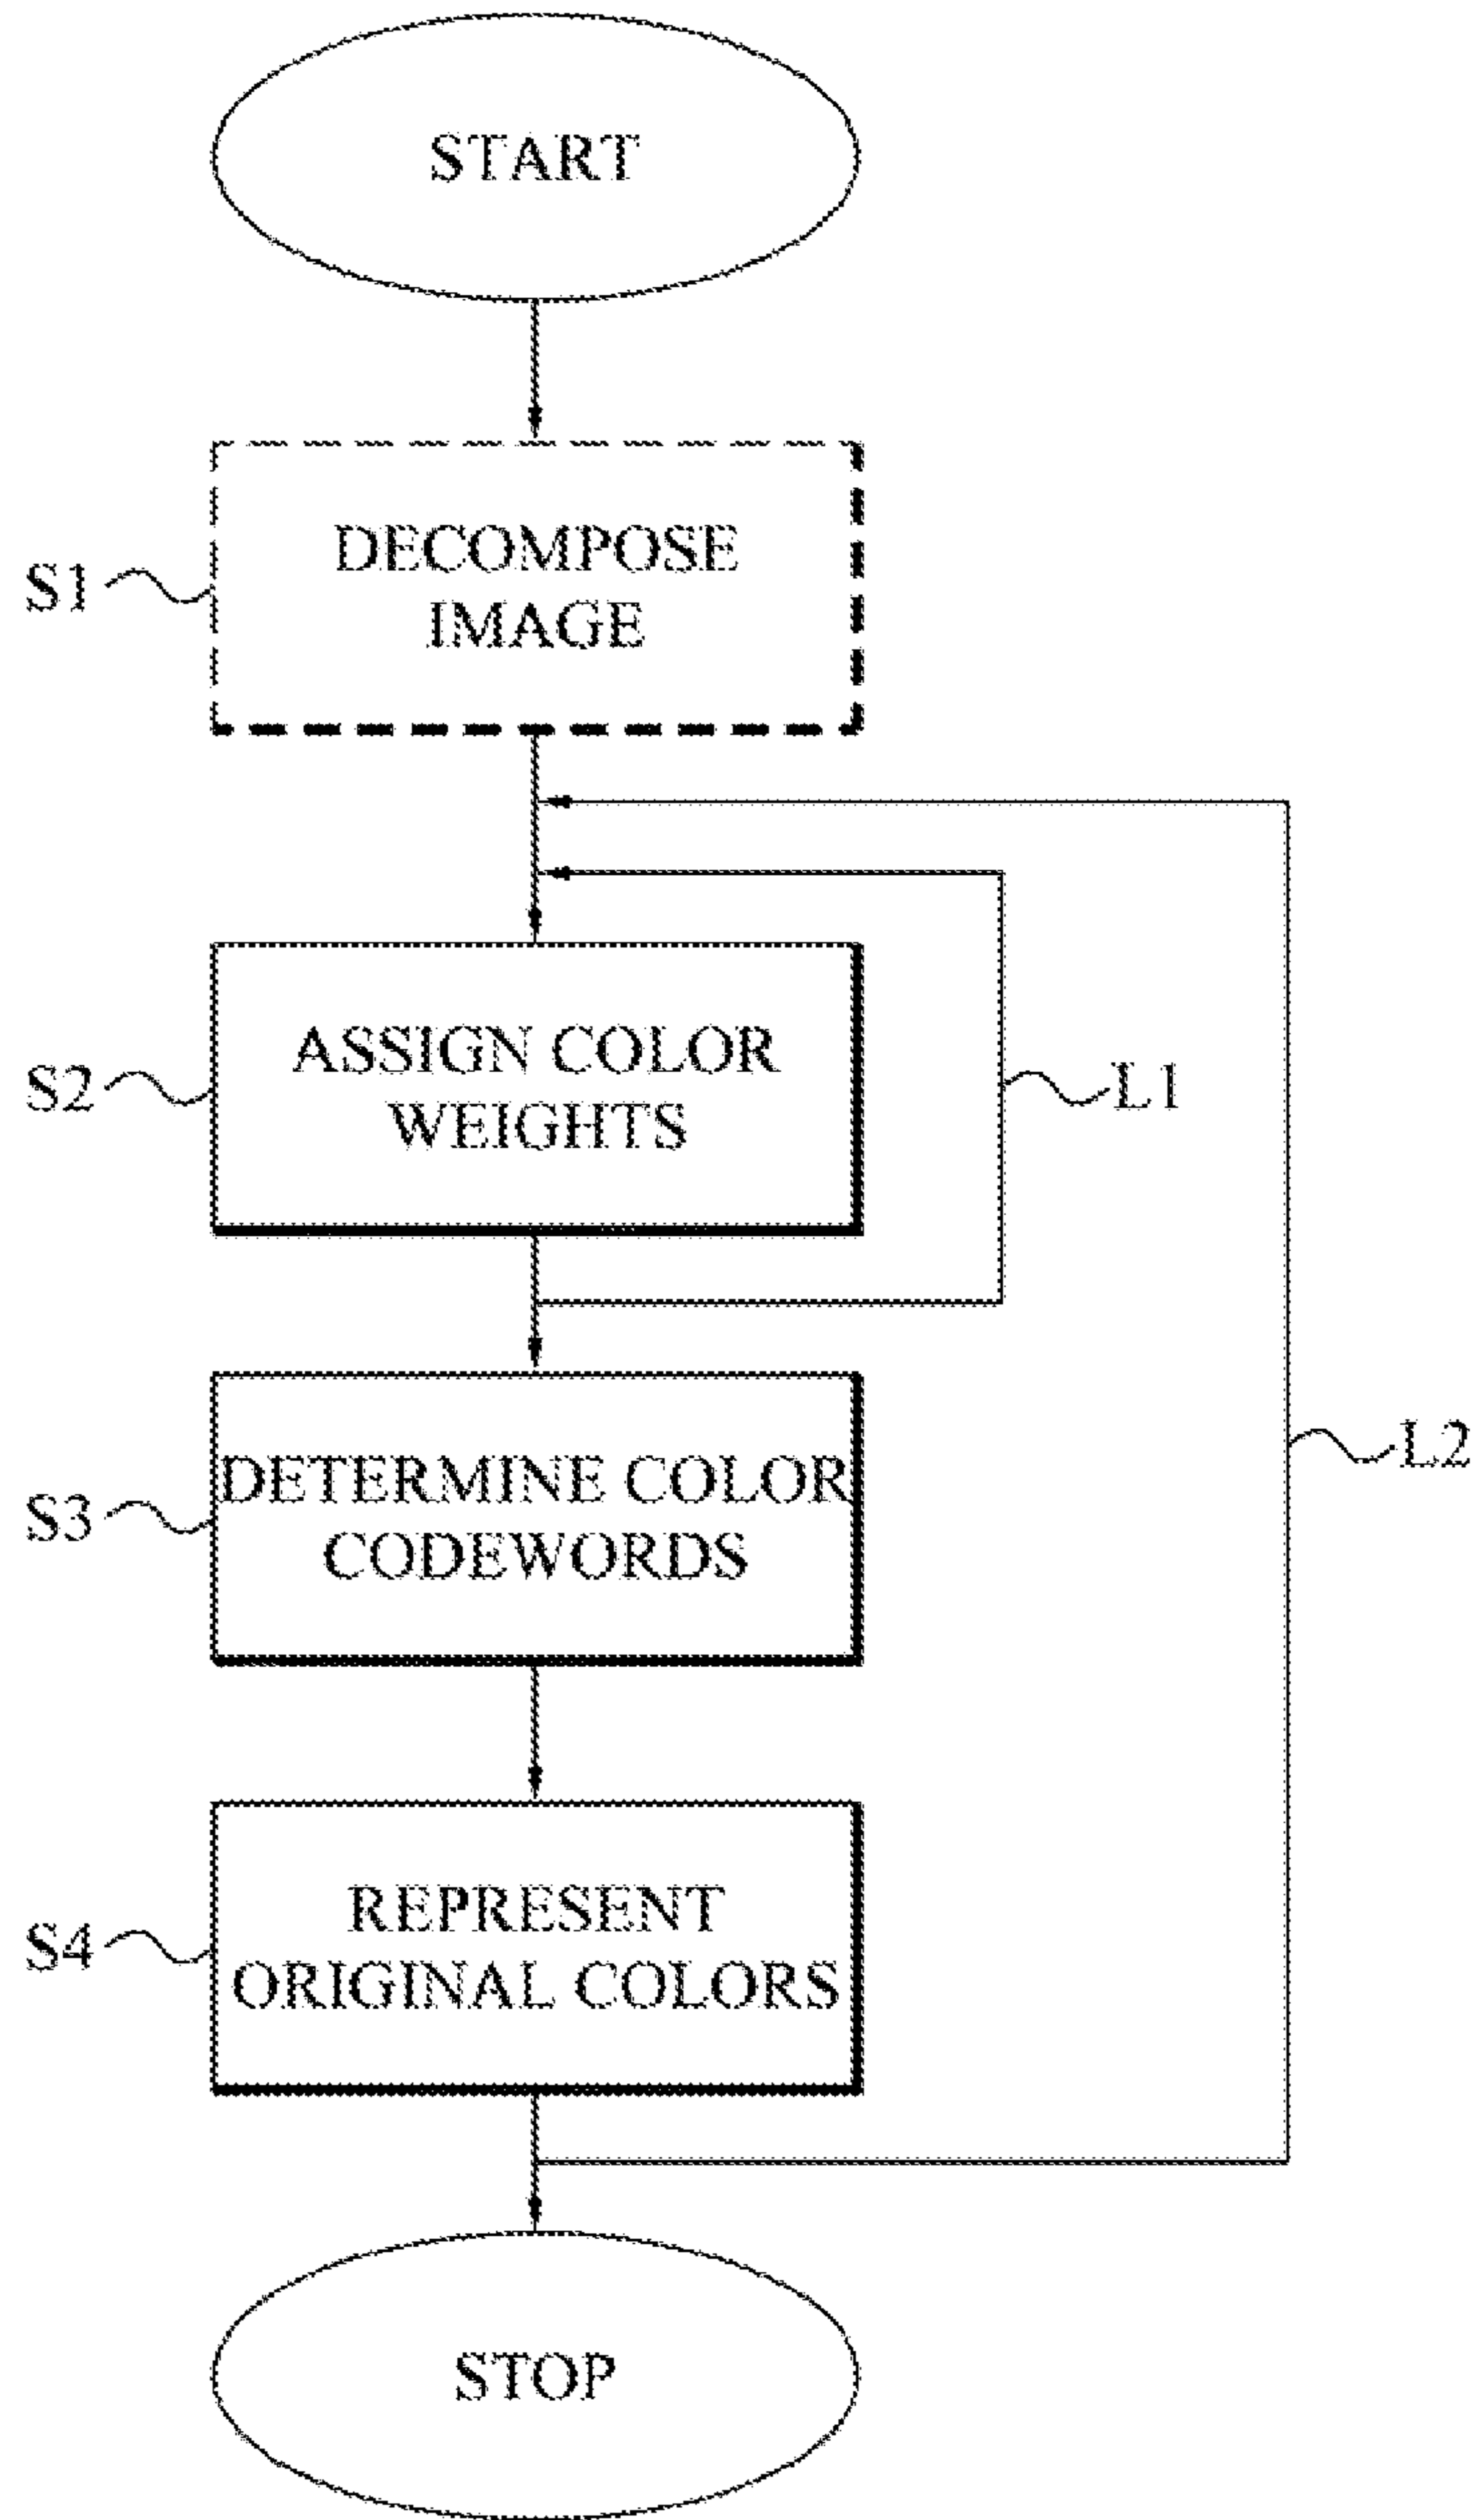 START
S1
DECOMPOSE
IMAGE
S2
ASSIGN COLOR
WEIGHTS
L1
S3
DETERMINE COLOR
CODEWORDS
L2
S4
REPRESENT
ORIGINAL COLORS
STOP